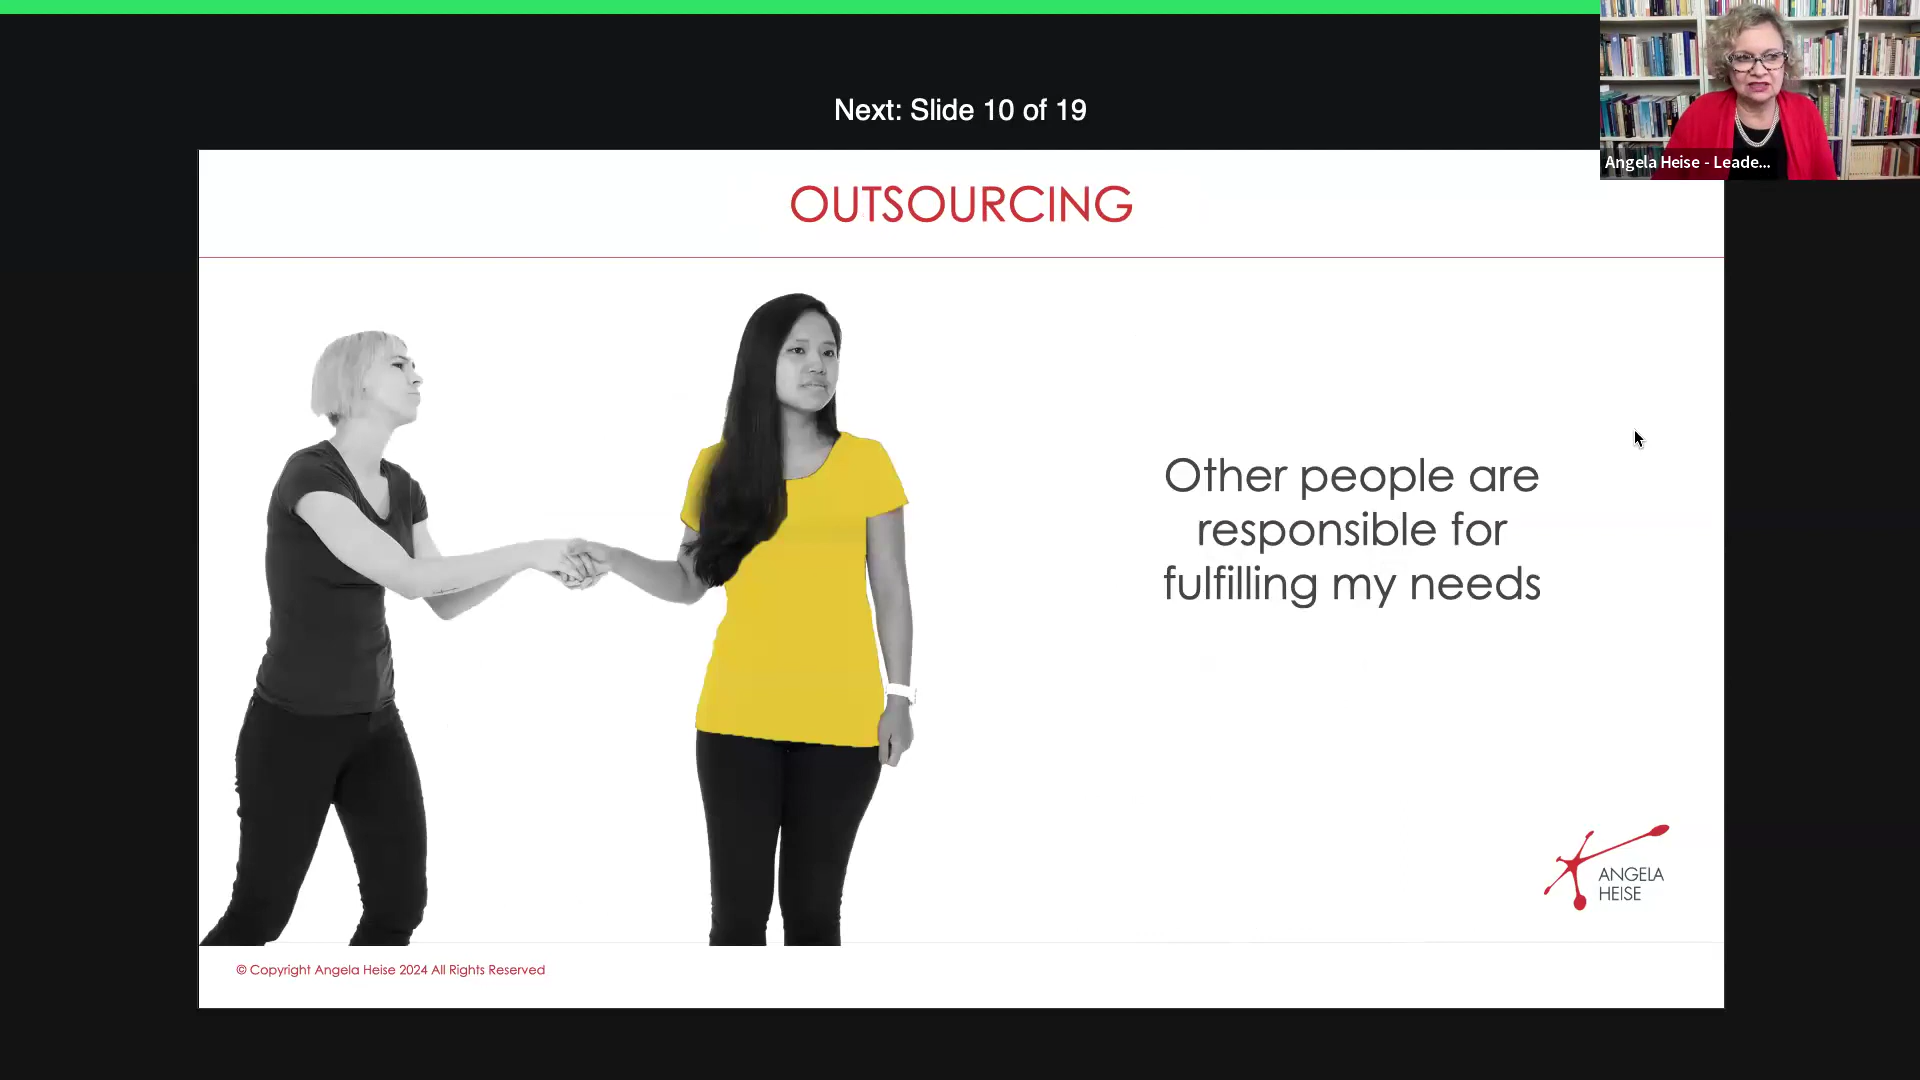 Next: Slide 10 of 19
Angela Heise - Leade...
OUTSOURCING
Other people are
responsible for
fulfilling my needs
ANGELA
HEISE
© Copyright Angela Heise 2024 All Rights Reserved